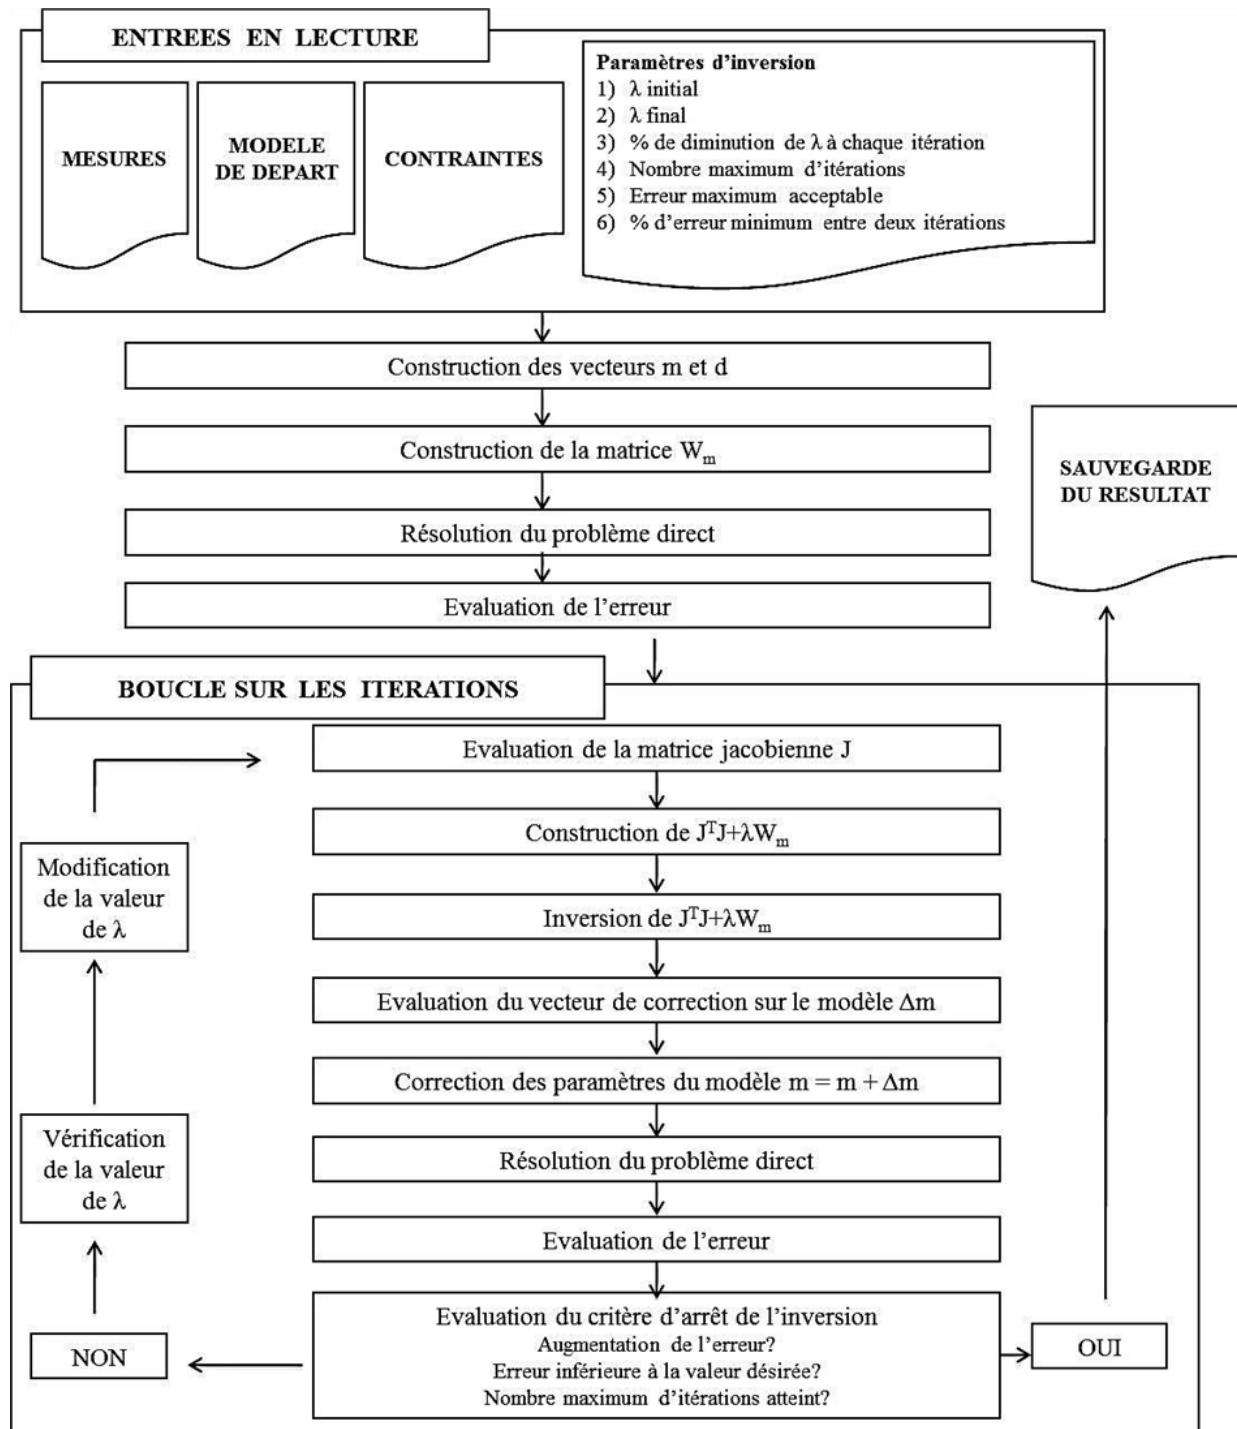 ENTREES EN LECTURE
MESURES
MODELE
DE DEPART
CONTRAINTES
Paramètres d’inversion
1) λ initial
2) λ final
3) % de diminution de λ à chaque itération
4) Nombre maximum d’itérations
5) Erreur maximum acceptable
6) % d’erreur minimum entre deux itérations
Construction des vecteurs m et d
Construction de la matrice Wₘ
Résolution du problème direct
Evaluation de l’erreur
SAUVEGARDE
DU RESULTAT
BOUCLE SUR LES ITERATIONS
Evaluation de la matrice jacobienne J
Construction de JᵀJ+λWₘ
Inversion de JᵀJ+λWₘ
Evaluation du vecteur de correction sur le modèle Δm
Correction des paramètres du modèle m = m + Δm
Résolution du problème direct
Evaluation de l’erreur
Evaluation du critère d’arrêt de l’inversion
Augmentation de l’erreur?
Erreur inférieure à la valeur désirée?
Nombre maximum d’itérations atteint?
Modification
de la valeur
de λ
Vérification
de la valeur
de λ
NON
OUI